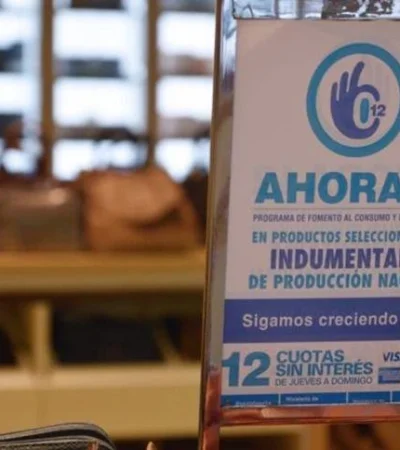 12
AHORA
PROGRAMA DE FOMENTO AL CONSUMO Y
EN PRODUCTOS SELECCION
INDUMENTA
DE PRODUCCIÓN NAC
Sigamos creciendo
12 CUOTAS
SIN INTERÉS
DE JUEVES A DOMINGO
VISA